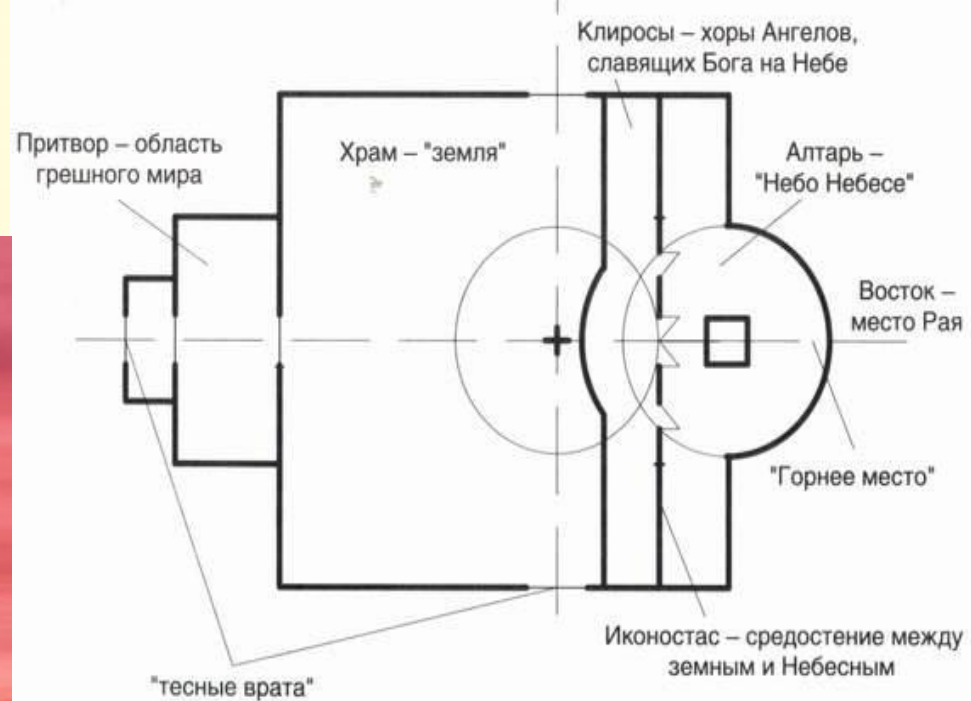 Клиросы – хоры Ангелов,
славящих Бога на Небе
Притвор – область
грешного мира
Храм – "земля"
Алтарь –
"Небо Небесе"
Восток –
место Рая
"Горнее место"
Иконостас – средостение между
земным и Небесным
"тесные врата"